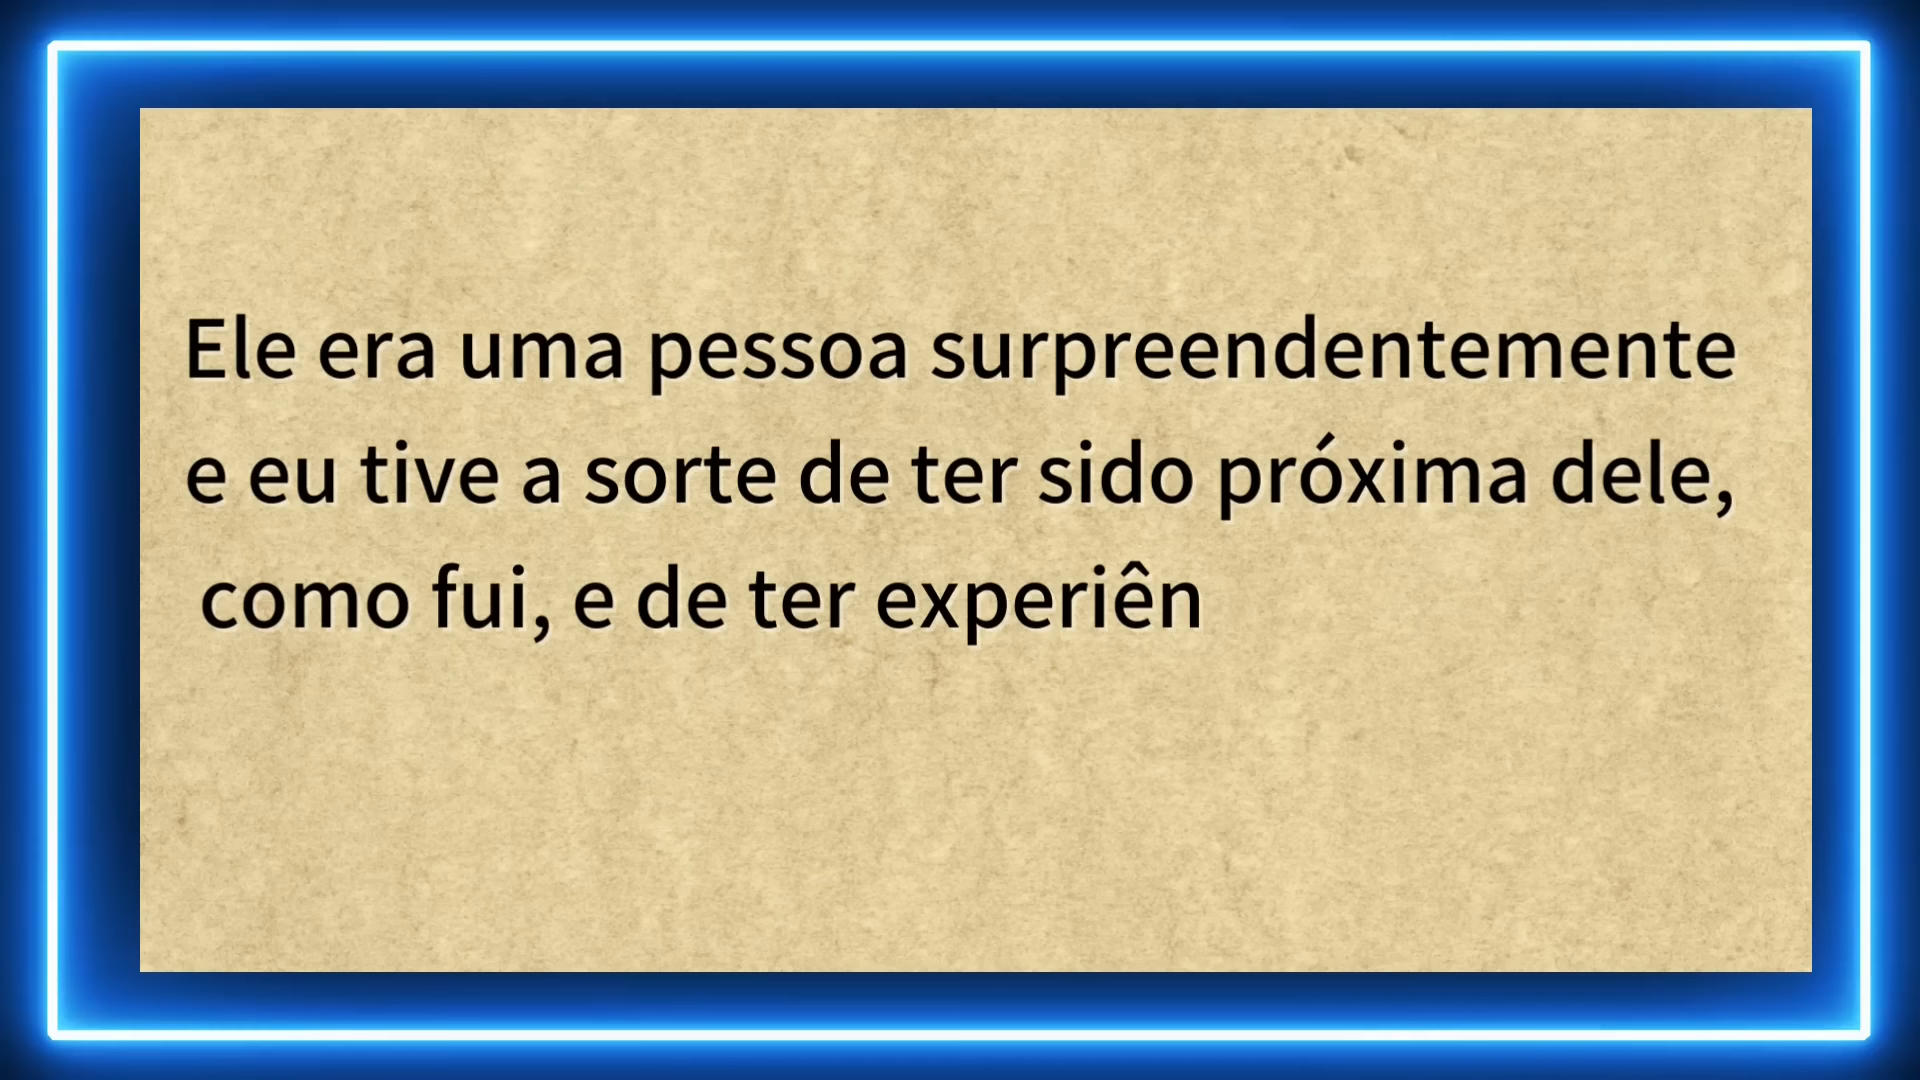 Ele era uma pessoa surpreendentemente
e eu tive a sorte de ter sido próxima dele,
como fui, e de ter experiên